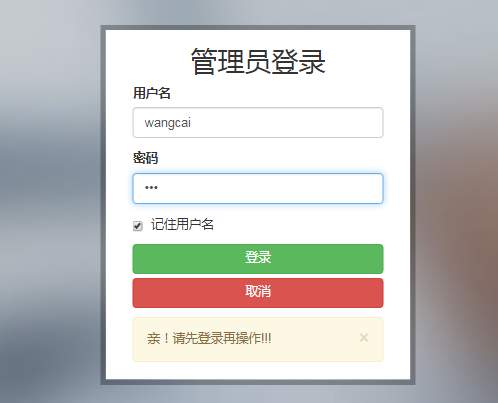 管理员登录
用户名
wangcai
密码
•••
记住用户名
登录
取消
亲！请先登录再操作!!! ×